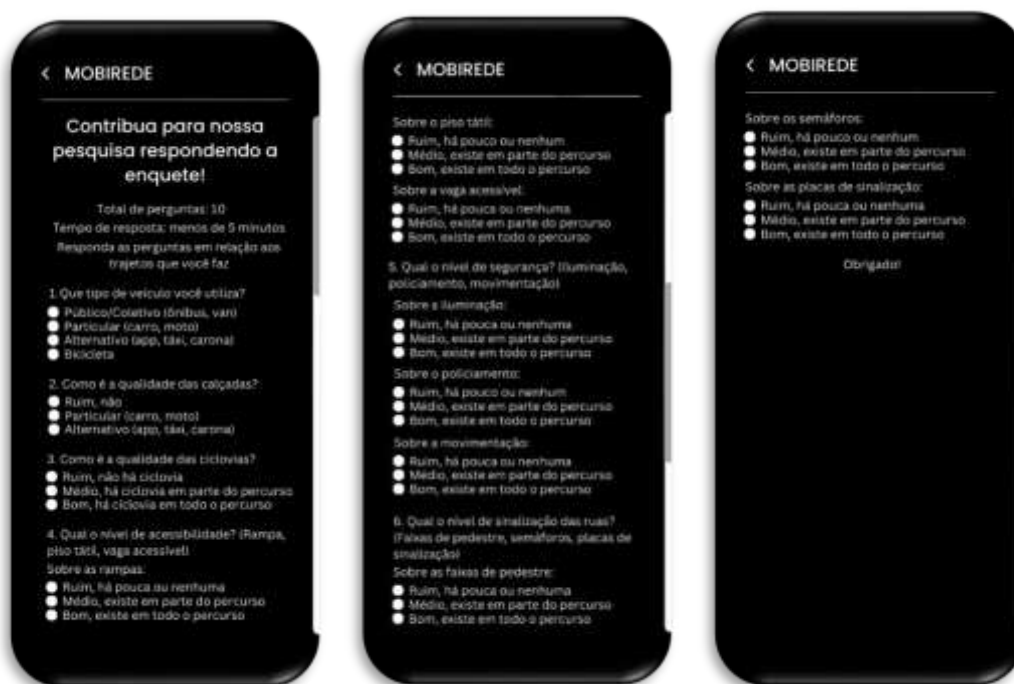 < MOBIREDE
Contribua para nossa
pesquisa respondendo a
enquete!
Total de perguntas: 10
Tempo de resposta: menos de 5 minutos
Responda as perguntas em relação aos
trajetos que você faz
1. Que tipo de veículo você utiliza?
Público/Coletivo (ônibus, van)
Particular (carro, moto)
Alternativo (app, táxi, carona)
Bicicleta
2. Como é a qualidade das calçadas?
Ruim, não
Particular (carro, moto)
Alternativo (app, táxi, carona)
3. Como é a qualidade das ciclovias?
Ruim, não há ciclovia
Médio, há ciclovia em parte do percurso
Bom, há ciclovia em todo o percurso
4. Qual o nível de acessibilidade? (Rampa,
piso tátil, vaga acessível)
Sobre as rampas:
Ruim, há pouca ou nenhuma
Médio, existe em parte do percurso
Bom, existe em todo o percurso
< MOBIREDE
Sobre o piso tátil:
Ruim, há pouco ou nenhum
Médio, existe em parte do percurso
Bom, existe em todo o percurso
Sobre a vaga acessível:
Ruim, há pouca ou nenhuma
Médio, existe em parte do percurso
Bom, existe em todo o percurso
5. Qual o nível de segurança? (Iluminação,
policiamento, movimentação)
Sobre a iluminação:
Ruim, há pouca ou nenhuma
Médio, existe em parte do percurso
Bom, existe em todo o percurso
Sobre o policiamento:
Ruim, há pouco ou nenhum
Médio, existe em parte do percurso
Bom, existe em todo o percurso
Sobre a movimentação:
Ruim, há pouca ou nenhuma
Médio, existe em parte do percurso
Bom, existe em todo o percurso
6. Qual o nível de sinalização das ruas?
(Faixas de pedestre, semáforos, placas de
sinalização)
Sobre as faixas de pedestre:
Ruim, há pouca ou nenhuma
Médio, existe em parte do percurso
Bom, existe em todo o percurso
< MOBIREDE
Sobre os semáforos:
Ruim, há pouco ou nenhum
Médio, existe em parte do percurso
Bom, existe em todo o percurso
Sobre as placas de sinalização:
Ruim, há pouca ou nenhuma
Médio, existe em parte do percurso
Bom, existe em todo o percurso
Obrigado!